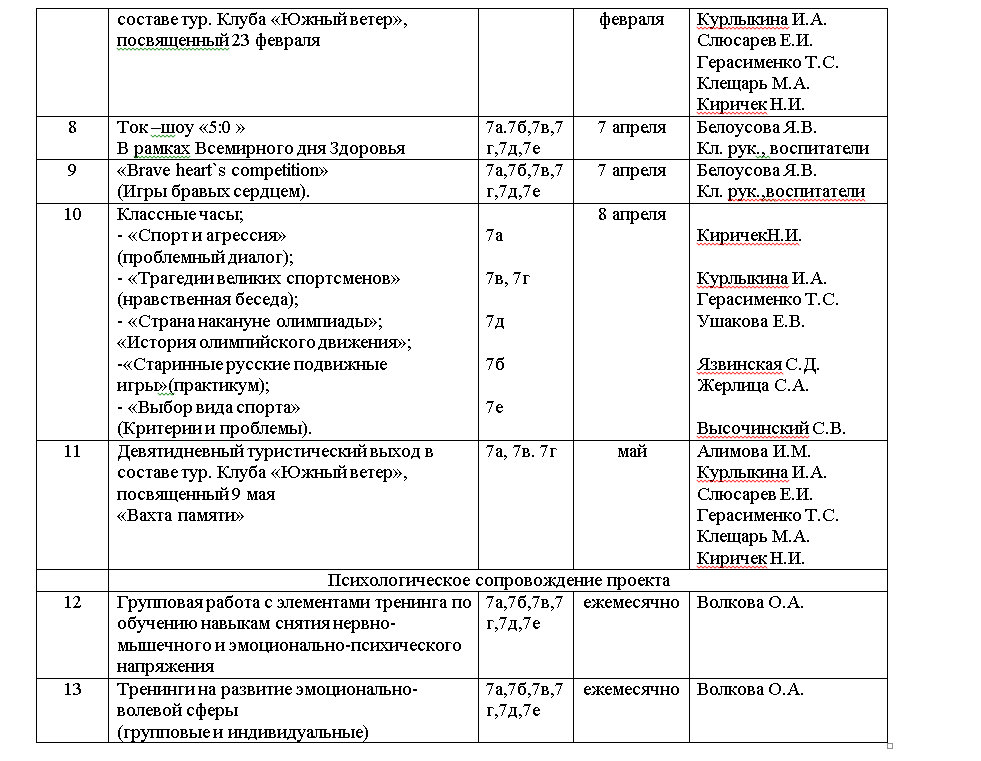 составе тур. Клуба «Южный ветер», февраля Курлыкина И.А.
посвященный 23 февраля Слюсарев Е.И.
Герасименко Т.С.
Клещарь М.А.
Киричек Н.И.
8 Ток –шоу «5:0 » 7а.7б,7в,7 7 апреля Белоусова Я.В.
В рамках Всемирного дня Здоровья г,7д,7е Кл. рук., воспитатели
9 «Brave heart`s competition» 7а,7б,7в,7 7 апреля Белоусова Я.В.
(Игры бравых сердцем). г,7д,7е Кл. рук.,воспитатели
10 Классные часы; 8 апреля
- «Спорт и агрессия» 7а КиричекН.И.
(проблемный диалог);
- «Трагедии великих спортсменов» 7в, 7г Курлыкина И.А.
(нравственная беседа); Герасименко Т.С.
- «Страна накануне олимпиады»; 7д Ушакова Е.В.
«История олимпийского движения»;
-«Старинные русские подвижные 7б Язвинская С.Д.
игры»(практикум); Жерлица С.А.
- «Выбор вида спорта» 7е
(Критерии и проблемы). Высочинский С.В.
11 Девятидневный туристический выход в 7а, 7в. 7г май Алимова И.М.
составе тур. Клуба «Южный ветер», Курлыкина И.А.
посвященный 9 мая Слюсарев Е.И.
«Вахта памяти» Герасименко Т.С.
Клещарь М.А.
Киричек Н.И.
Психологическое сопровождение проекта
12 Групповая работа с элементами тренинга по 7а,7б,7в,7 ежемесячно Волкова О.А.
обучению навыкам снятия нервно- г,7д,7е
мышечного и эмоционально-психического
напряжения
13 Тренинги на развитие эмоционально- 7а,7б,7в,7 ежемесячно Волкова О.А.
волевой сферы г,7д,7е
(групповые и индивидуальные)